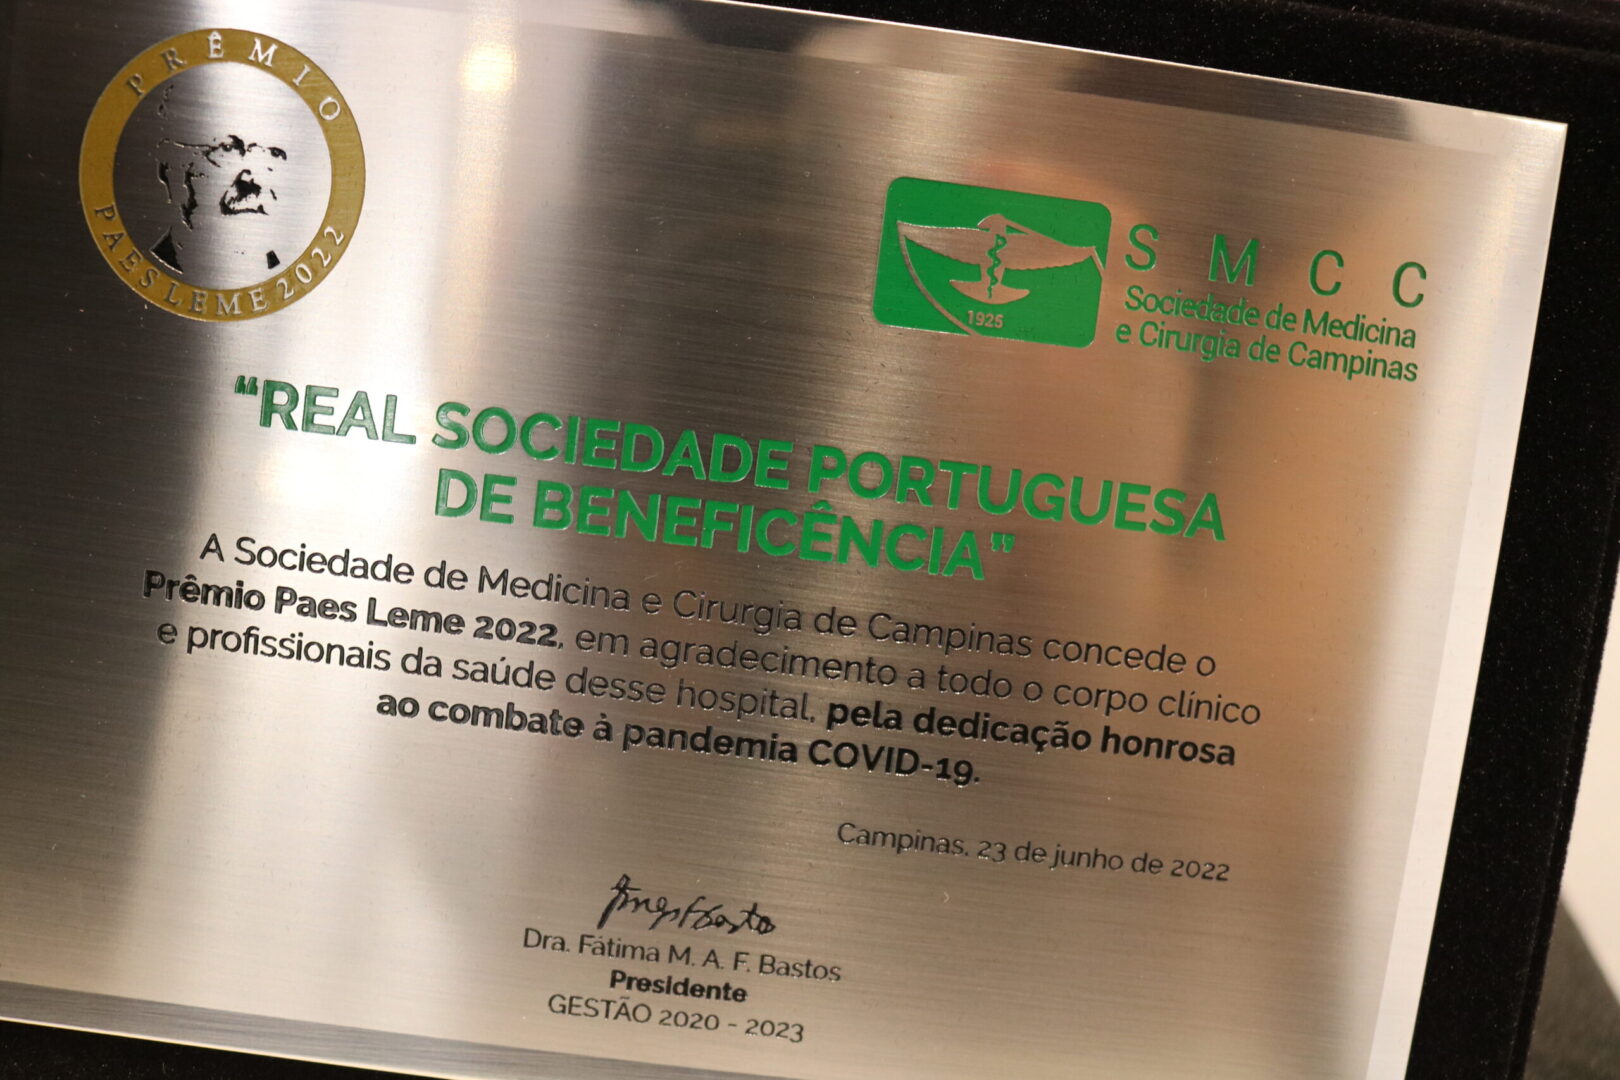 PRÊMIO
PAES LEME 2022
1925
S M C C
Sociedade de Medicina
e Cirurgia de Campinas
“REAL SOCIEDADE PORTUGUESA
DE BENEFICÊNCIA”
A Sociedade de Medicina e Cirurgia de Campinas concede o
Prêmio Paes Leme 2022, em agradecimento a todo o corpo clínico
e profissionais da saúde desse hospital, pela dedicação honrosa
ao combate à pandemia COVID-19.
Campinas, 23 de junho de 2022
Dra. Fátima M. A. F. Bastos
Presidente
GESTÃO 2020 - 2023